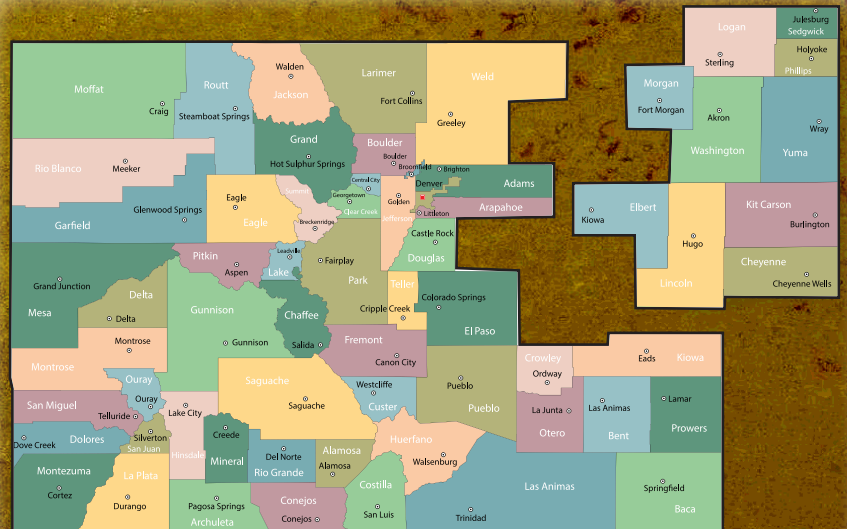 Logan
Julesburg
Sedgwick
Sterling
Holyoke
Phillips
Moffat
Craig
Routt
Steamboat Springs
Walden
Jackson
Larimer
Fort Collins
Weld
Greeley
Morgan
Fort Morgan
Akron
Washington
Wray
Yuma
Rio Blanco
Meeker
Grand
Hot Sulphur Springs
Boulder
Boulder
Broomfield
Brighton
Central City
Denver
Adams
Eagle
Eagle
Summit
Georgetown
Clear Creek
Golden
Jefferson
Littleton
Arapahoe
Breckenridge
Glenwood Springs
Garfield
Castle Rock
Douglas
Elbert
Kiowa
Hugo
Lincoln
Kit Carson
Burlington
Cheyenne
Cheyenne Wells
Pitkin
Aspen
Leadville
Lake
Fairplay
Park
Teller
Cripple Creek
Colorado Springs
El Paso
Grand Junction
Mesa
Delta
Delta
Gunnison
Gunnison
Chaffee
Salida
Fremont
Canon City
Montrose
Montrose
Ouray
Ouray
Saguache
Saguache
Westcliffe
Custer
Pueblo
Pueblo
Crowley
Ordway
Eads
Kiowa
La Junta
Otero
Las Animas
Bent
Lamar
Prowers
San Miguel
Telluride
Lake City
Hinsdale
Dove Creek
Dolores
Silverton
San Juan
Creede
Mineral
Del Norte
Rio Grande
Alamosa
Alamosa
Huerfano
Walsenburg
Montezuma
Cortez
La Plata
Durango
Pagosa Springs
Archuleta
Conejos
Conejos
Costilla
San Luis
Las Animas
Trinidad
Springfield
Baca